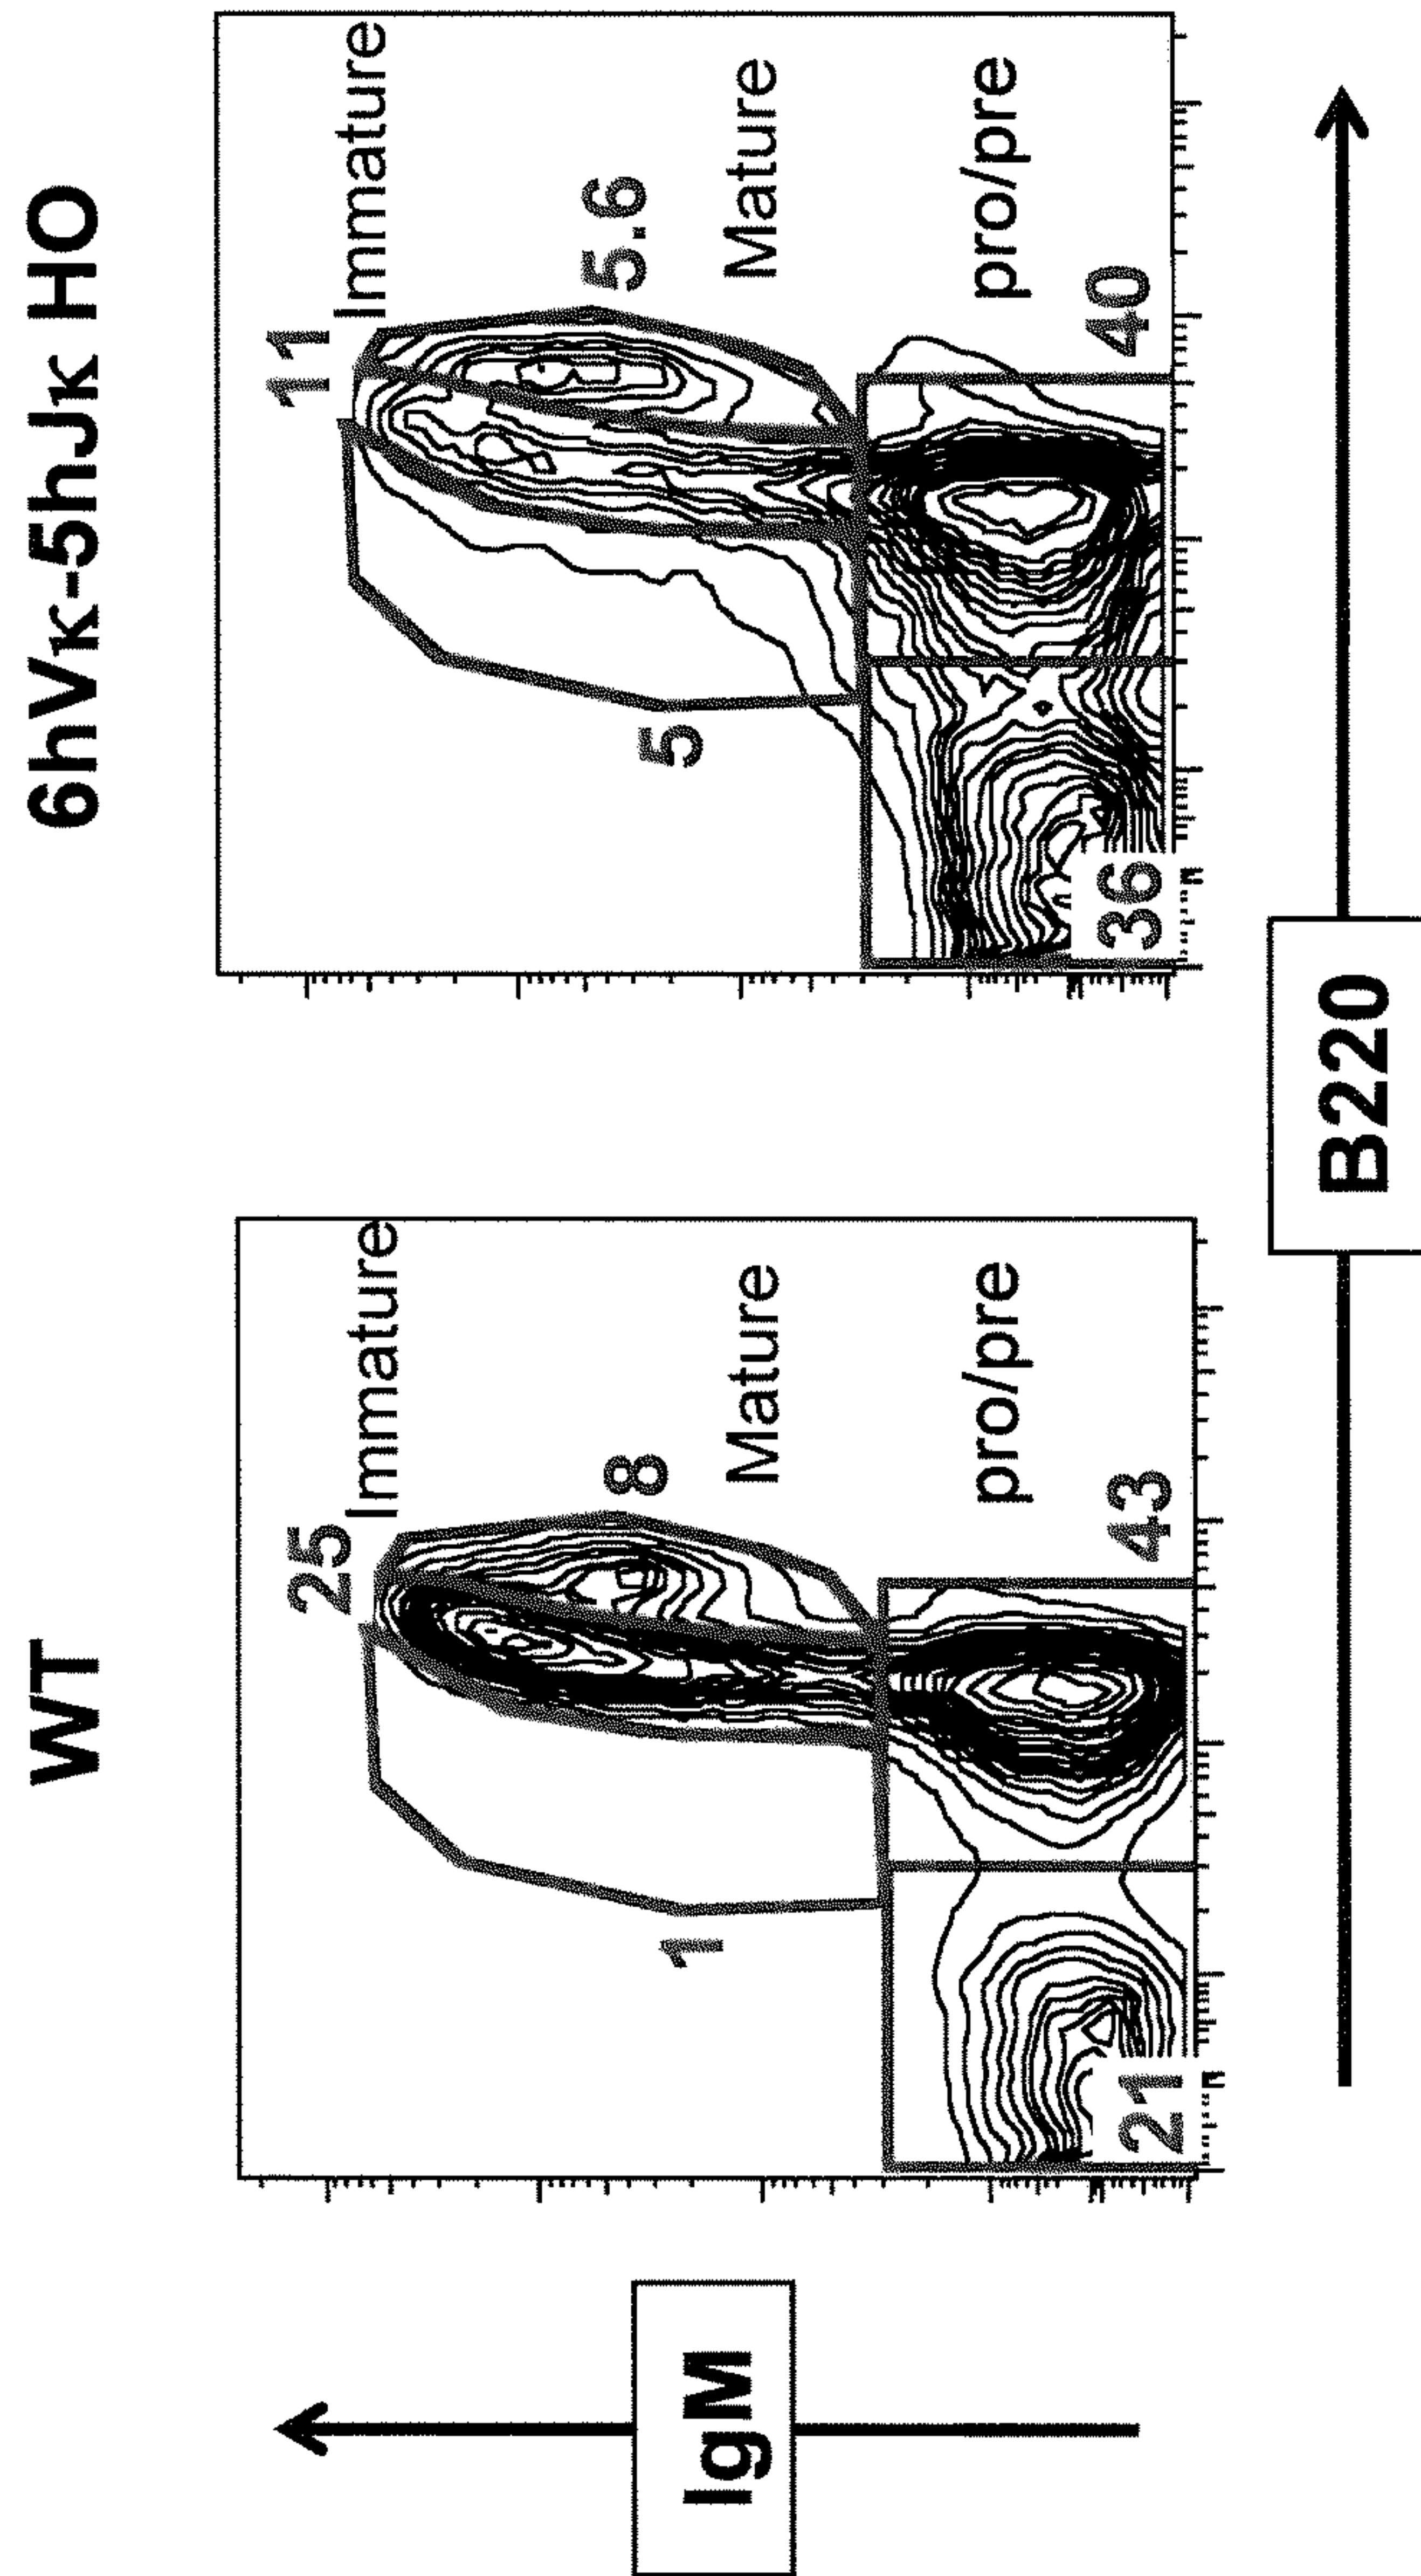 WT
6hVκ-5hJκ HO
25
Immature
8
Mature
1
pro/pre
43
21
11
Immature
5.6
Mature
5
pro/pre
40
36
IgM
B220